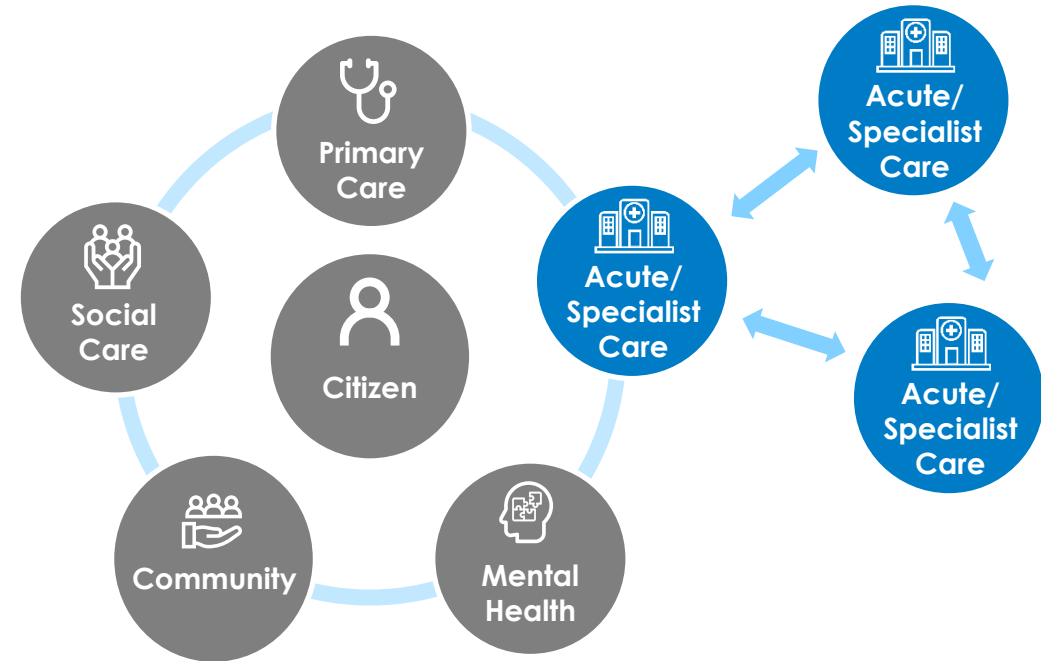 Primary
Care
Acute/
Specialist
Care
Social
Care
Acute/
Specialist
Care
Citizen
Acute/
Specialist
Care
Community
Mental
Health